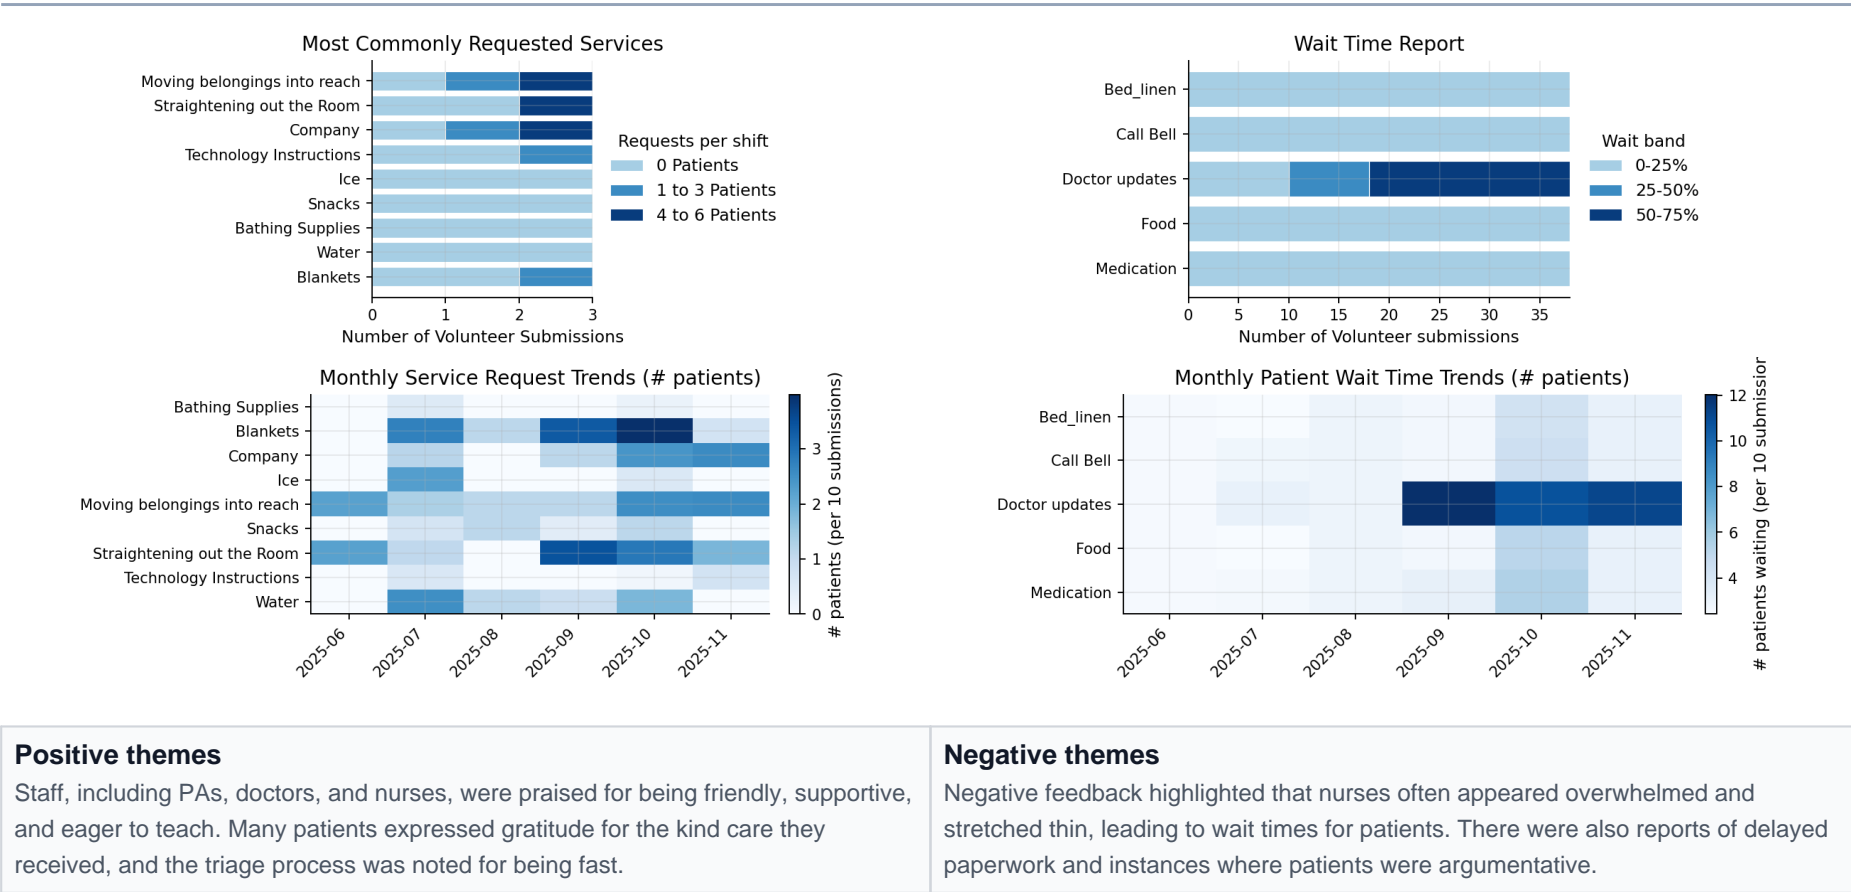 Most Commonly Requested Services
Moving belongings into reach
Straightening out the Room
Company
Technology Instructions
Ice
Snacks
Bathing Supplies
Water
Blankets
0 1 2 3
Number of Volunteer Submissions
Requests per shift
0 Patients
1 to 3 Patients
4 to 6 Patients
Wait Time Report
Bed_linen
Call Bell
Doctor updates
Food
Medication
0 5 10 15 20 25 30 35
Number of Volunteer submissions
Wait band
0-25%
25-50%
50-75%
Monthly Service Request Trends (# patients)
Bathing Supplies
Blankets
Company
Ice
Moving belongings into reach
Snacks
Straightening out the Room
Technology Instructions
Water
2025-06 2025-07 2025-08 2025-09 2025-10 2025-11
3
2
1
0
# patients (per 10 submissions)
Monthly Patient Wait Time Trends (# patients)
Bed_linen
Call Bell
Doctor updates
Food
Medication
2025-06 2025-07 2025-08 2025-09 2025-10 2025-11
12
10
8
6
4
# patients waiting (per 10 submission
Positive themes
Staff, including PAs, doctors, and nurses, were praised for being friendly, supportive,
and eager to teach. Many patients expressed gratitude for the kind care they
received, and the triage process was noted for being fast.
Negative themes
Negative feedback highlighted that nurses often appeared overwhelmed and
stretched thin, leading to wait times for patients. There were also reports of delayed
paperwork and instances where patients were argumentative.